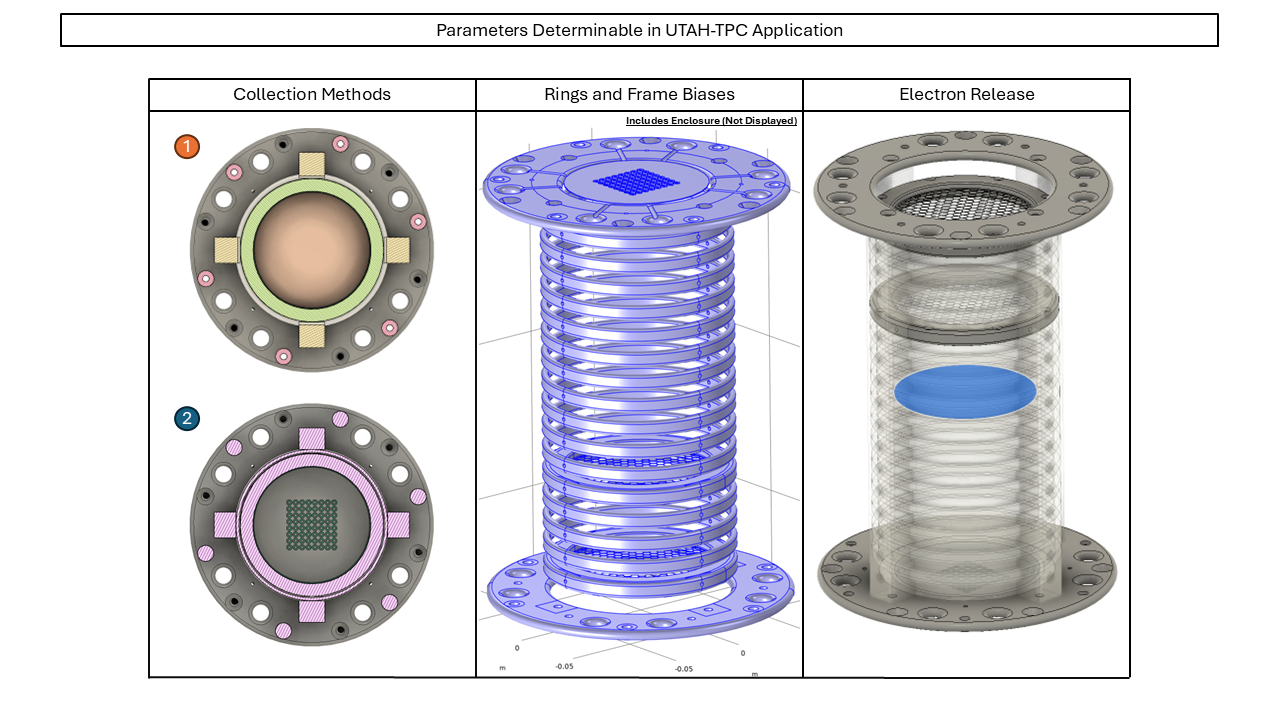 Parameters Determinable in UTAH-TPC Application
Collection Methods
Rings and Frame Biases
Electron Release
Includes Enclosure (Not Displayed)
1
2
0
0
m
-0.05
-0.05
m